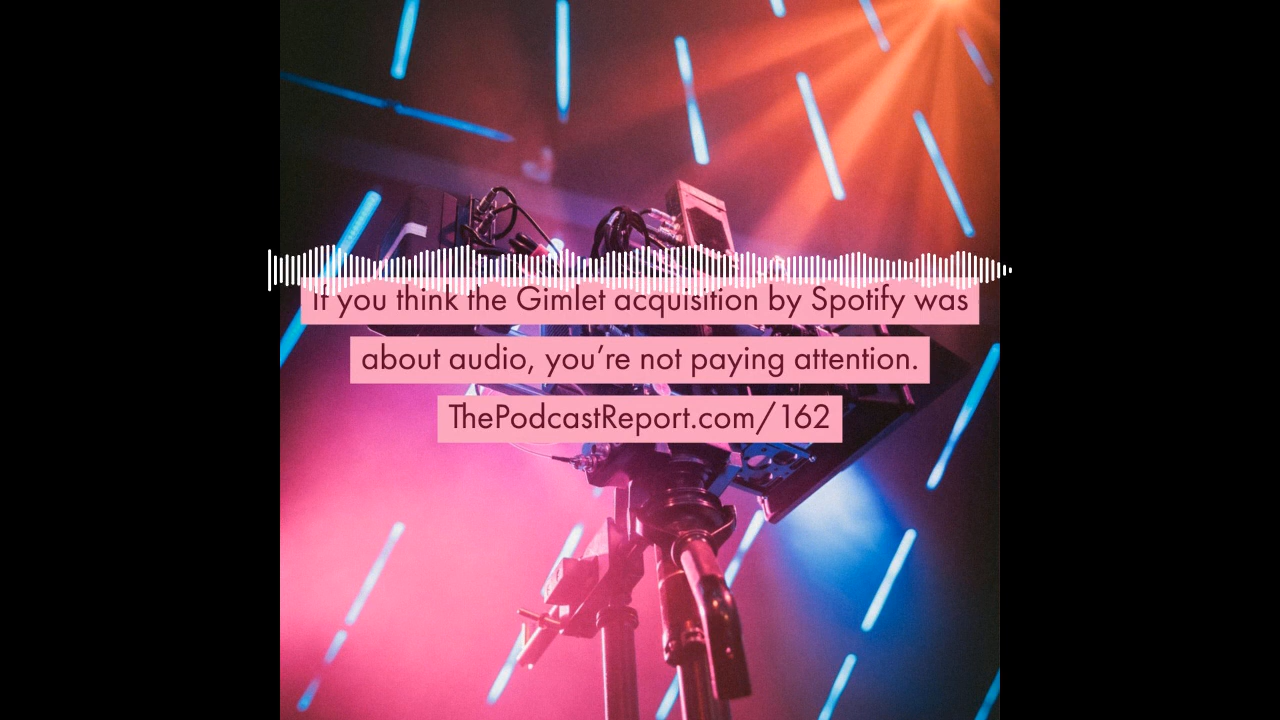 If you think the Gimlet acquisition by Spotify was
about audio, you’re not paying attention.
ThePodcastReport.com/162